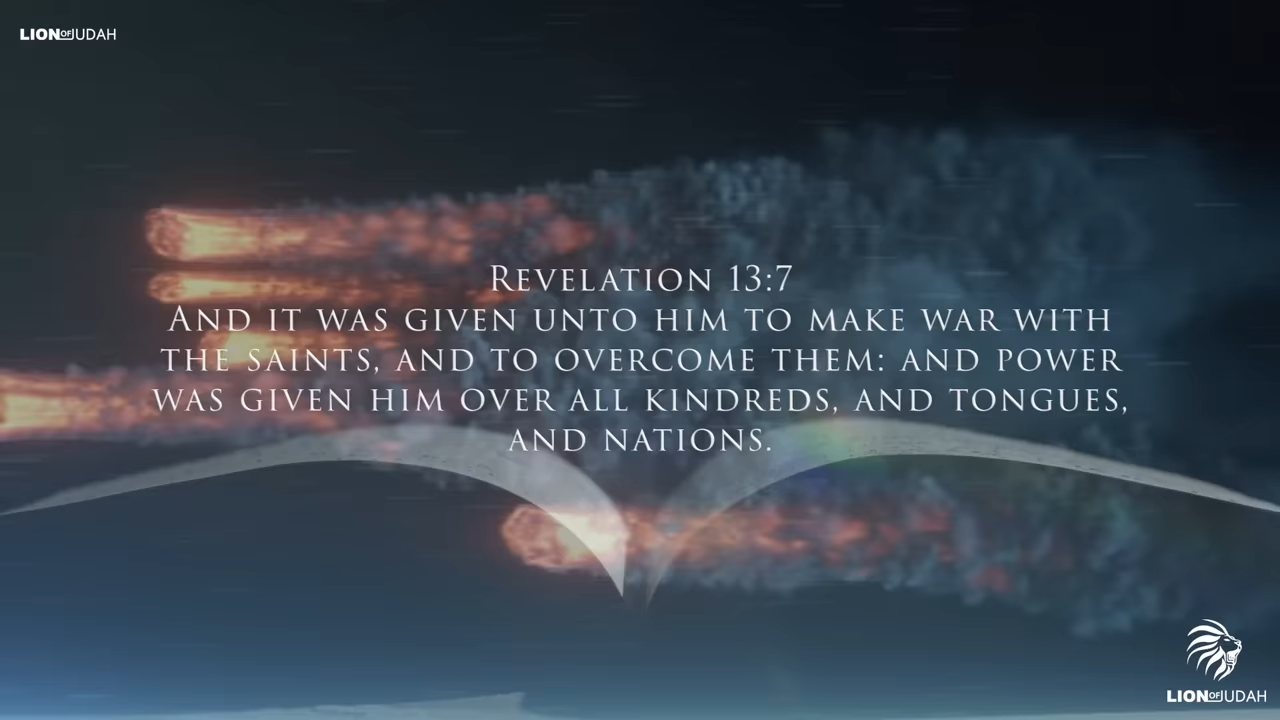 LION OF JUDAH
Revelation 13:7
And it was given unto him to make war with
the saints, and to overcome them: and power
was given him over all kindreds, and tongues,
and nations.
LION OF JUDAH